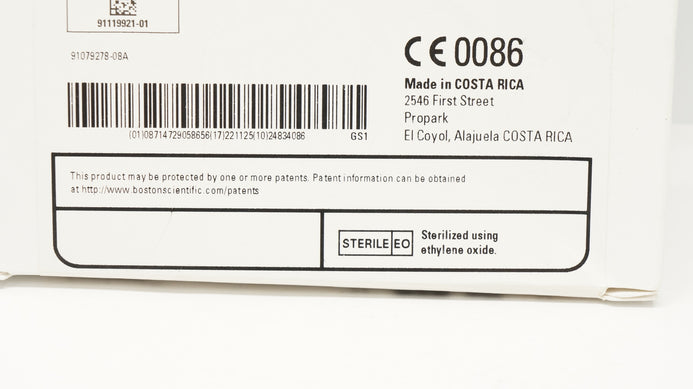 91119921-01
91079278-08A
(01)08714729058656(17)221125(10)24834086 GS1
CE 0086
Made in COSTA RICA
2546 First Street
Propark
El Coyol, Alajuela COSTA RICA
This product may be protected by one or more patents. Patent information can be obtained
at http://www.bostonscientific.com/patents
STERILE EO
Sterilized using
ethylene oxide.